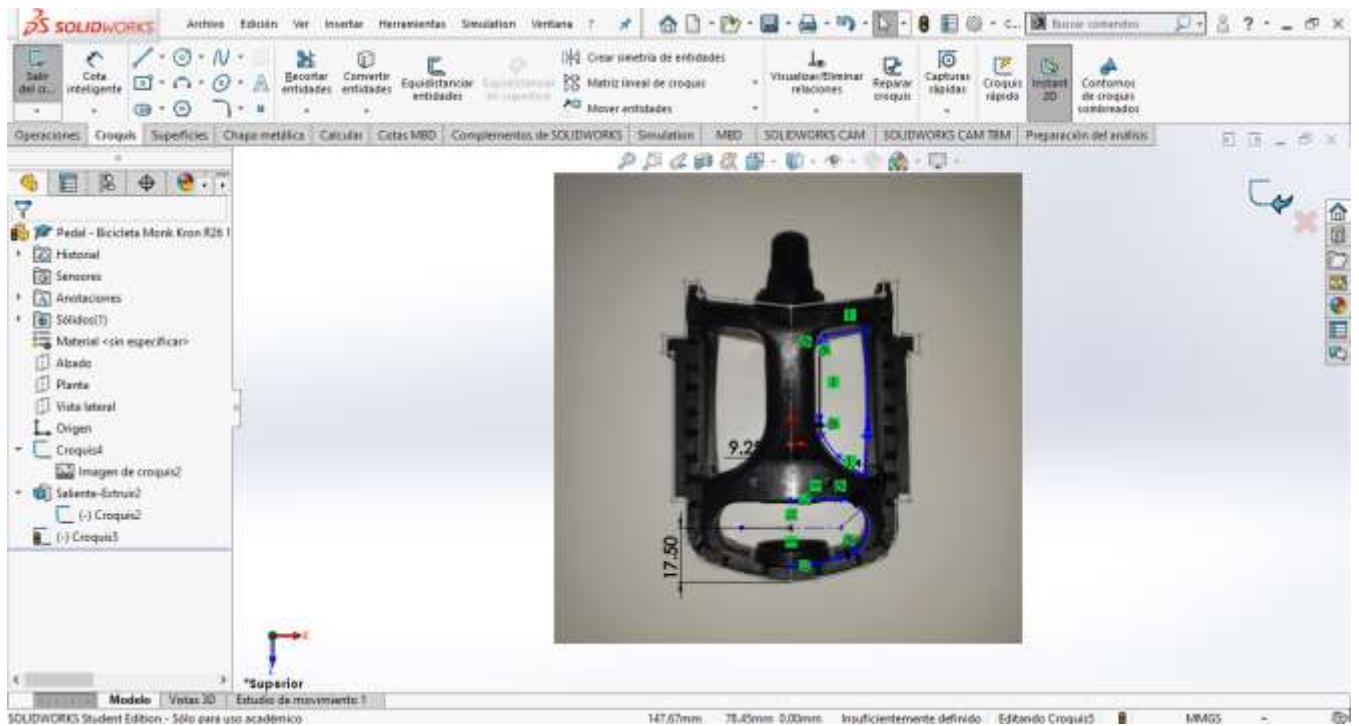 SOLIDWORKS Archivo Edición Ver Insertar Herramientas Simulation Ventana ? Buscar comandos
Salir del cr...
Cota inteligente
Recortar entidades
Convertir entidades
Equidistanciar entidades
Crear simetría de entidades
Matriz lineal de croquis
Mover entidades
Visualizar/Eliminar relaciones
Reparar croquis
Capturas rápidas
Croquis rápido
Instant 2D
Contornos de croquis sombreados
Operaciones Croquis Superficies Chapa metálica Calcular Cotas MBD Complementos de SOLIDWORKS Simulation MBD SOLIDWORKS CAM SOLIDWORKS CAM TBM Preparación del análisis
Pedal - Bicicleta Monk Kron R26 1
Historial
Sensores
Anotaciones
Sólidos(1)
Material <sin especificar>
Alzado
Planta
Vista lateral
Origen
Croquis4
Imagen de croquis2
Saliente-Extruir2
(-) Croquis2
(-) Croquis5
9.25
17.50
*Superior
Modelo Vistas 3D Estudio de movimiento 1
SOLIDWORKS Student Edition - Sólo para uso académico 147.67mm 78.45mm 0.00mm Insuficientemente definido Editando Croquis5 MMGS